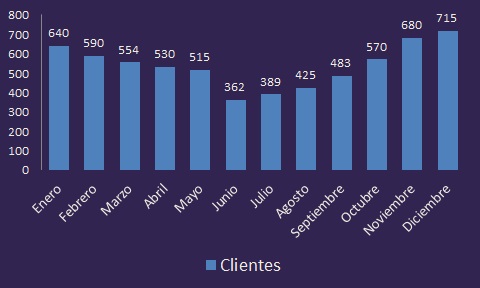 800
700
600
500
400
300
200
100
0
640
590
554
530
515
362
389
425
483
570
680
715
Enero
Febrero
Marzo
Abril
Mayo
Junio
Julio
Agosto
Septiembre
Octubre
Noviembre
Diciembre
Clientes